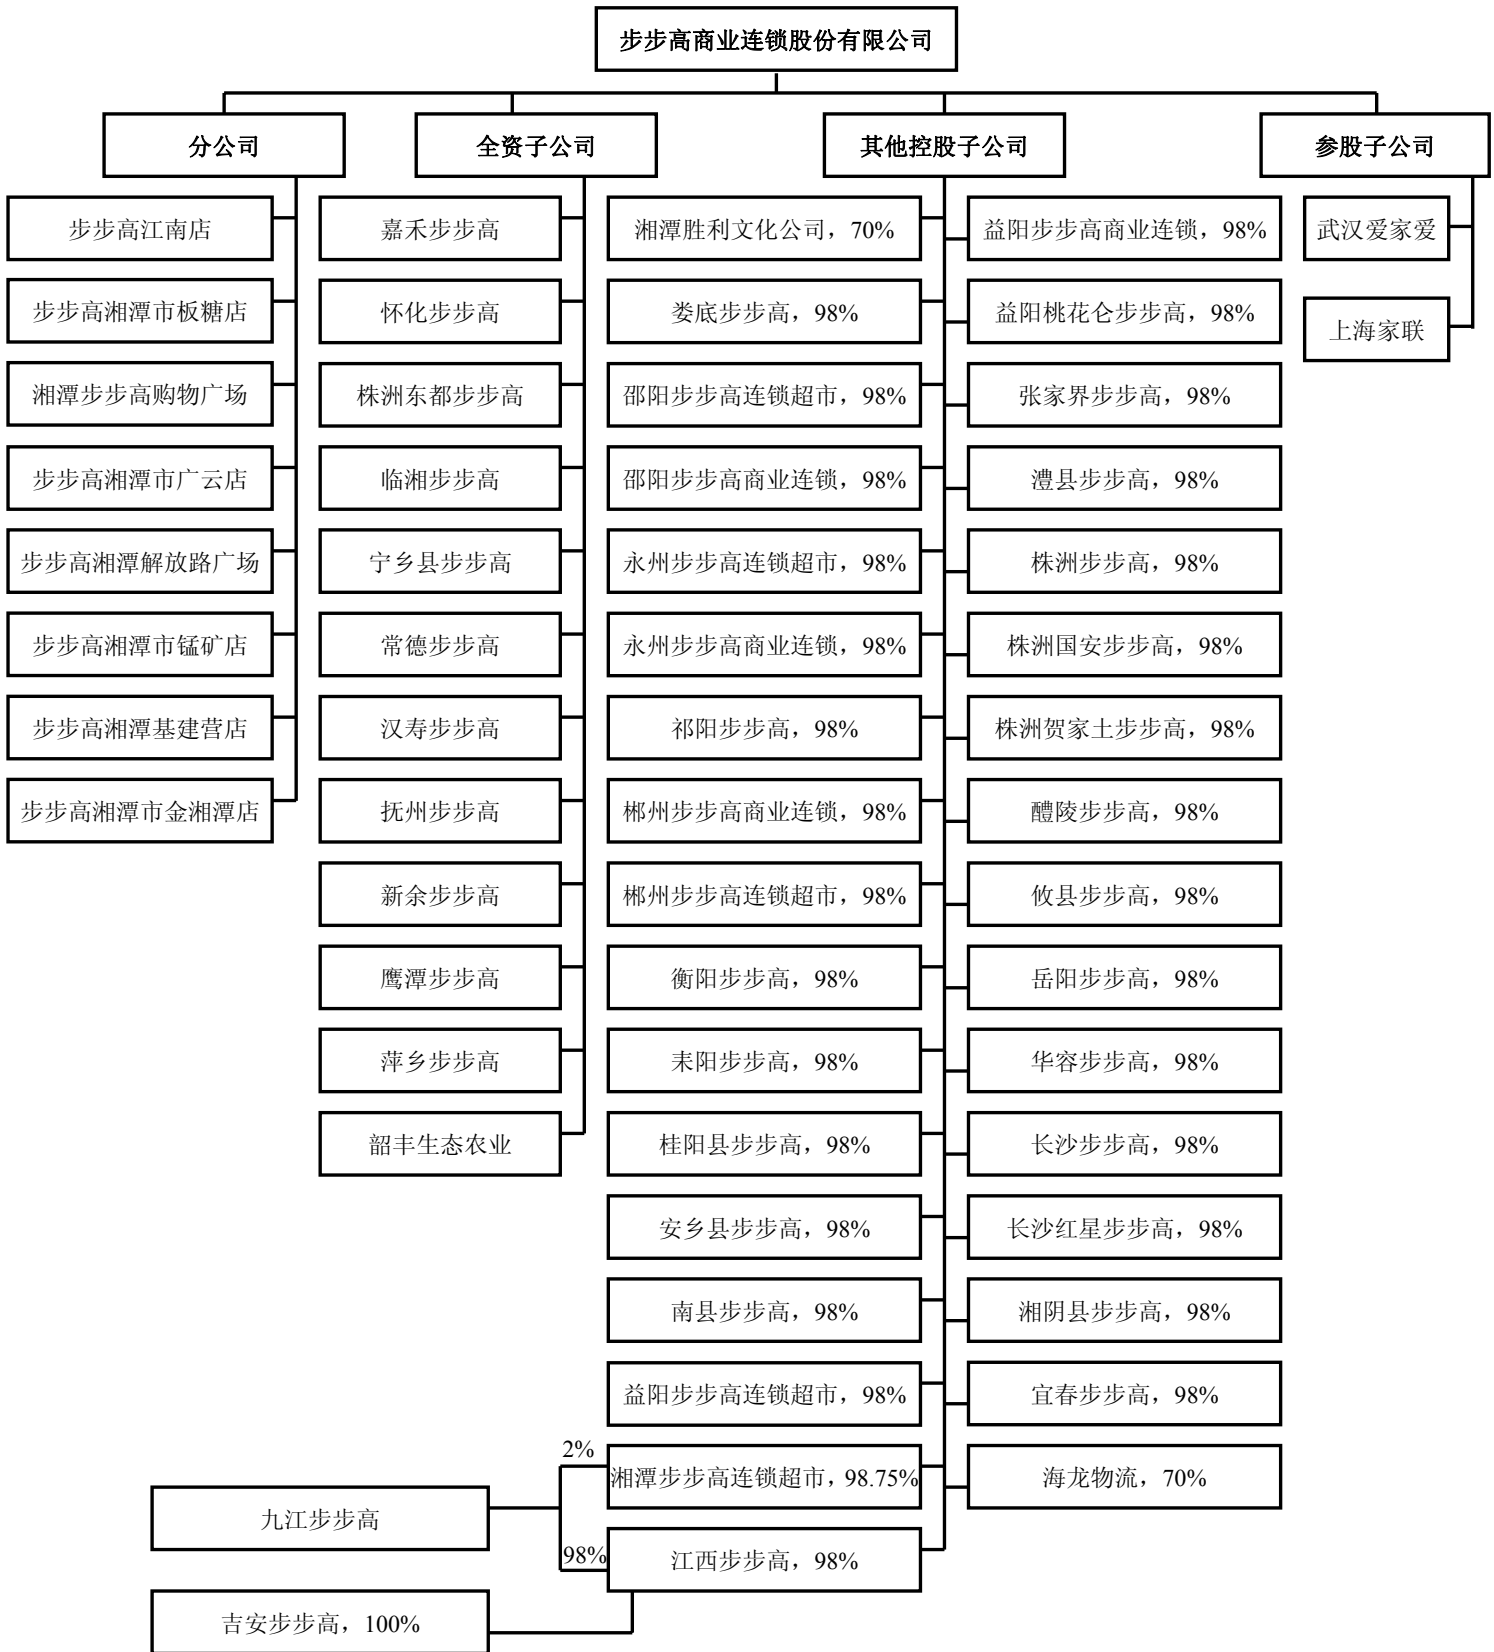 步步高商业连锁股份有限公司
分公司
全资子公司
其他控股子公司
参股子公司
步步高江南店
步步高湘潭市板糖店
湘潭步步高购物广场
步步高湘潭市广云店
步步高湘潭解放路广场
步步高湘潭市锰矿店
步步高湘潭基建营店
步步高湘潭市金湘潭店
嘉禾步步高
怀化步步高
株洲东都步步高
临湘步步高
宁乡县步步高
常德步步高
汉寿步步高
抚州步步高
新余步步高
鹰潭步步高
萍乡步步高
韶丰生态农业
湘潭胜利文化公司，70%
娄底步步高，98%
邵阳步步高连锁超市，98%
邵阳步步高商业连锁，98%
永州步步高连锁超市，98%
永州步步高商业连锁，98%
祁阳步步高，98%
郴州步步高商业连锁，98%
郴州步步高连锁超市，98%
衡阳步步高，98%
耒阳步步高，98%
桂阳县步步高，98%
安乡县步步高，98%
南县步步高，98%
益阳步步高连锁超市，98%
湘潭步步高连锁超市，98.75%
江西步步高，98%
益阳步步高商业连锁，98%
益阳桃花仑步步高，98%
张家界步步高，98%
澧县步步高，98%
株洲步步高，98%
株洲国安步步高，98%
株洲贺家土步步高，98%
醴陵步步高，98%
攸县步步高，98%
岳阳步步高，98%
华容步步高，98%
长沙步步高，98%
长沙红星步步高，98%
湘阴县步步高，98%
宜春步步高，98%
海龙物流，70%
武汉爱家爱
上海家联
2%
98%
九江步步高
吉安步步高，100%